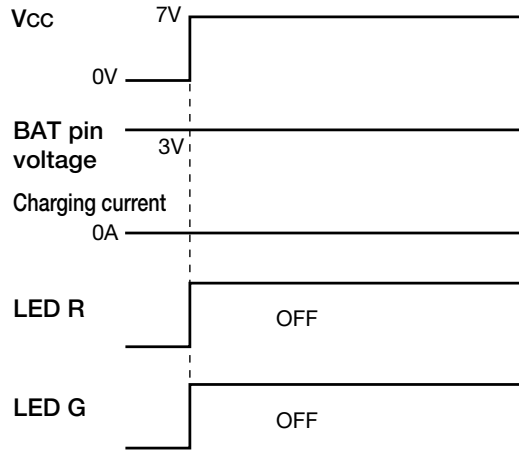 Vcc 7V
0V
BAT pin
voltage 3V
Charging current
0A
LED R OFF
LED G OFF